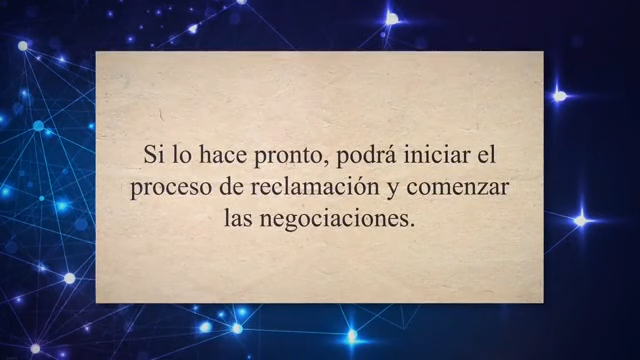 Si lo hace pronto, podrá iniciar el
proceso de reclamación y comenzar
las negociaciones.